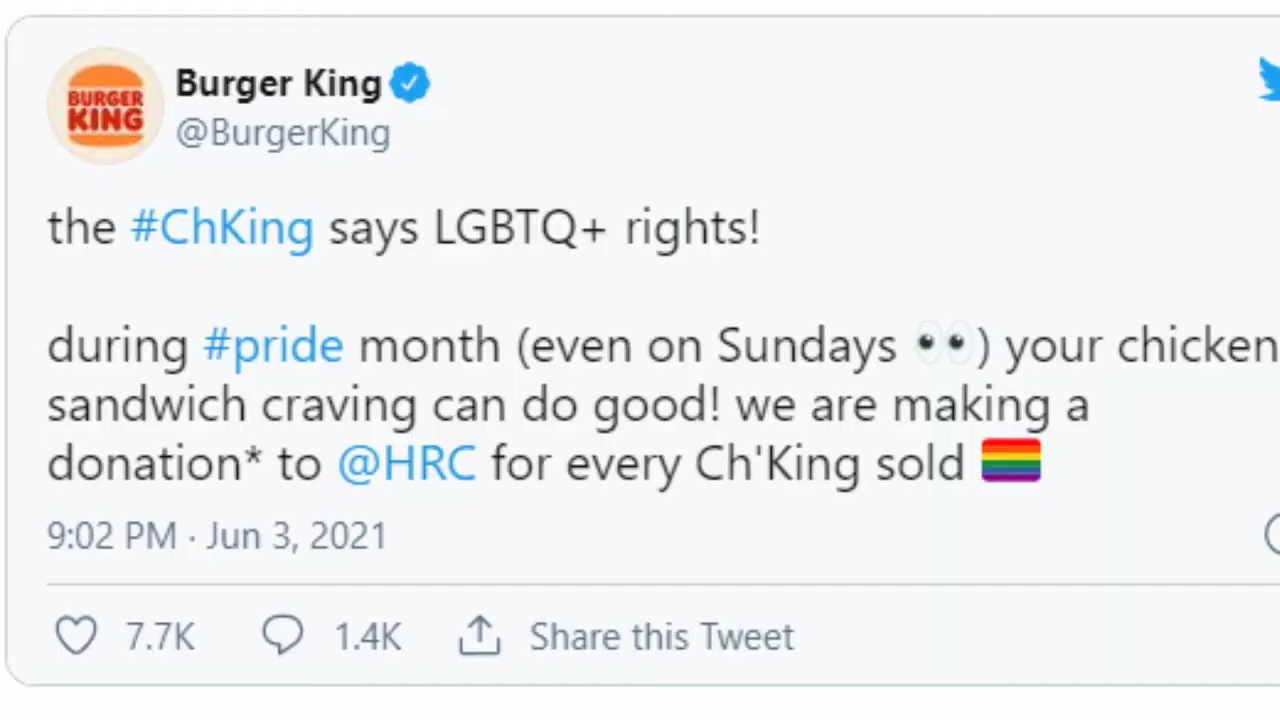 BURGER
KING
Burger King
@BurgerKing
the #ChKing says LGBTQ+ rights!
during #pride month (even on Sundays 👀) your chicken
sandwich craving can do good! we are making a
donation* to @HRC for every Ch'King sold 🏳️‍🌈
9:02 PM · Jun 3, 2021
7.7K 1.4K Share this Tweet